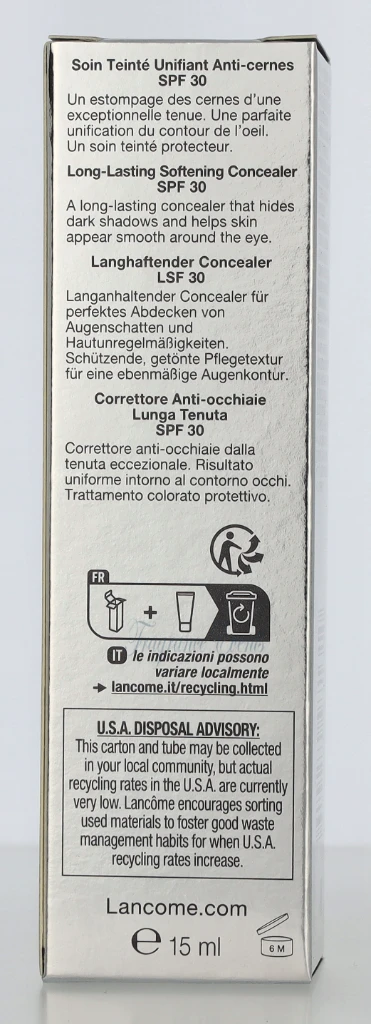 Soin Teinté Unifiant Anti-cernes
SPF 30
Un estompage des cernes d'une
exceptionnelle tenue. Une parfaite
unification du contour de l'oeil.
Un soin teinté protecteur.
Long-Lasting Softening Concealer
SPF 30
A long-lasting concealer that hides
dark shadows and helps skin
appear smooth around the eye.
Langhaftender Concealer
LSF 30
Langanhaltender Concealer für
perfektes Abdecken von
Augenschatten und
Hautunregelmäßigkeiten.
Schützende, getönte Pflegetextur
für eine ebenmäßige Augenkontur.
Correttore Anti-occhiaie
Lunga Tenuta
SPF 30
Correttore anti-occhiaie dalla
tenuta eccezionale. Risultato
uniforme intorno al contorno occhi.
Trattamento colorato protettivo.
FR
+
IT le indicazioni possono
variare localmente
→ lancome.it/recycling.html
U.S.A. DISPOSAL ADVISORY:
This carton and tube may be collected
in your local community, but actual
recycling rates in the U.S.A. are currently
very low. Lancôme encourages sorting
used materials to foster good waste
management habits for when U.S.A.
recycling rates increase.
Lancome.com
℮ 15 ml
6 M